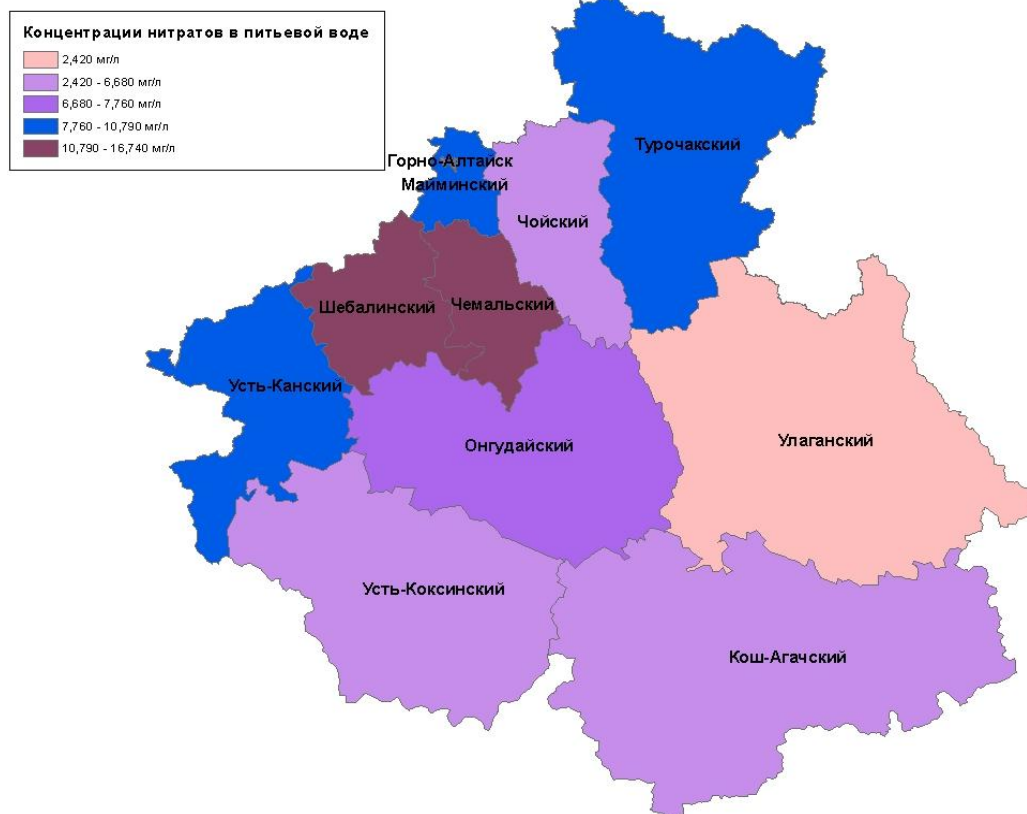 Концентрации нитратов в питьевой воде
2,420 мг/л
2,420 - 6,680 мг/л
6,680 - 7,760 мг/л
7,760 - 10,790 мг/л
10,790 - 16,740 мг/л
Турочакский
Горно-Алтайск
Майминский
Чойский
Шебалинский
Чемальский
Усть-Канский
Онгудайский
Улаганский
Усть-Коксинский
Кош-Агачский